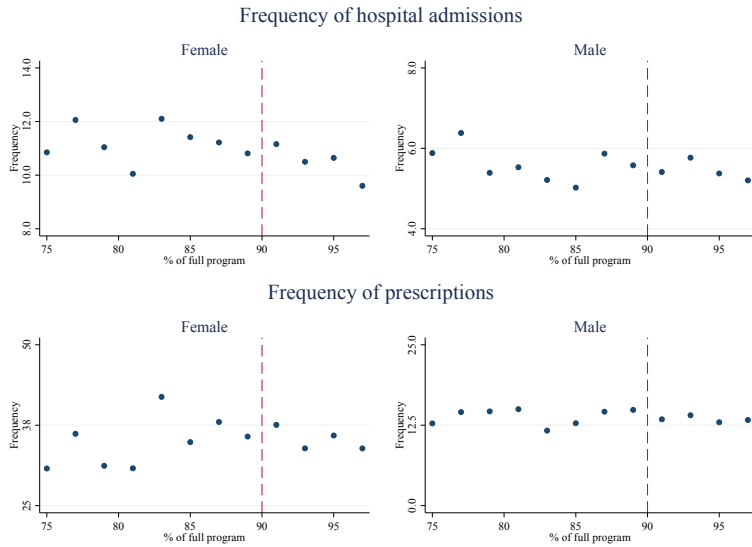 Frequency of hospital admissions
Female
Male
Frequency
14.0
12.0
10.0
8.0
75 80 85 90 95
% of full program
Frequency
8.0
6.0
4.0
75 80 85 90 95
% of full program
Frequency of prescriptions
Female
Male
Frequency
50
38
25
75 80 85 90 95
% of full program
Frequency
25.0
12.5
0.0
75 80 85 90 95
% of full program